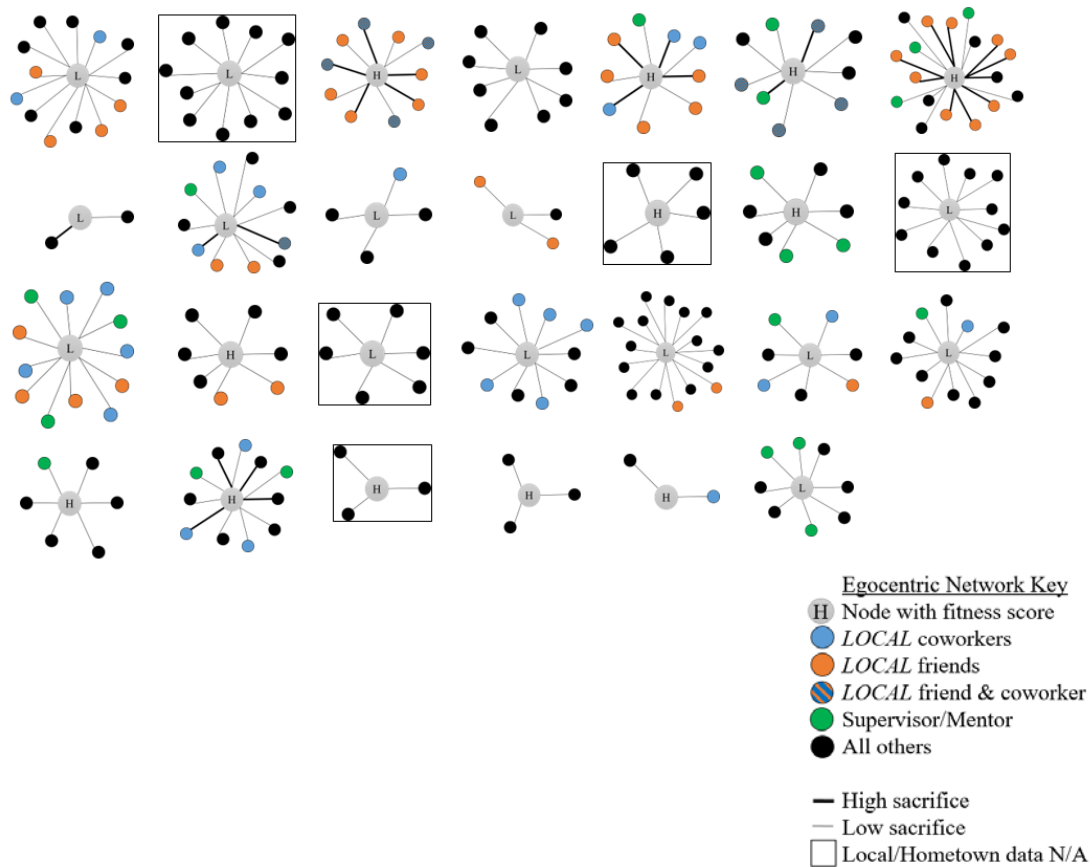 L L H L H H H
L L L L H H L
L H L L L L L
H H H H H L
Egocentric Network Key
H Node with fitness score
LOCAL coworkers
LOCAL friends
LOCAL friend & coworker
Supervisor/Mentor
All others
High sacrifice
Low sacrifice
Local/Hometown data N/A